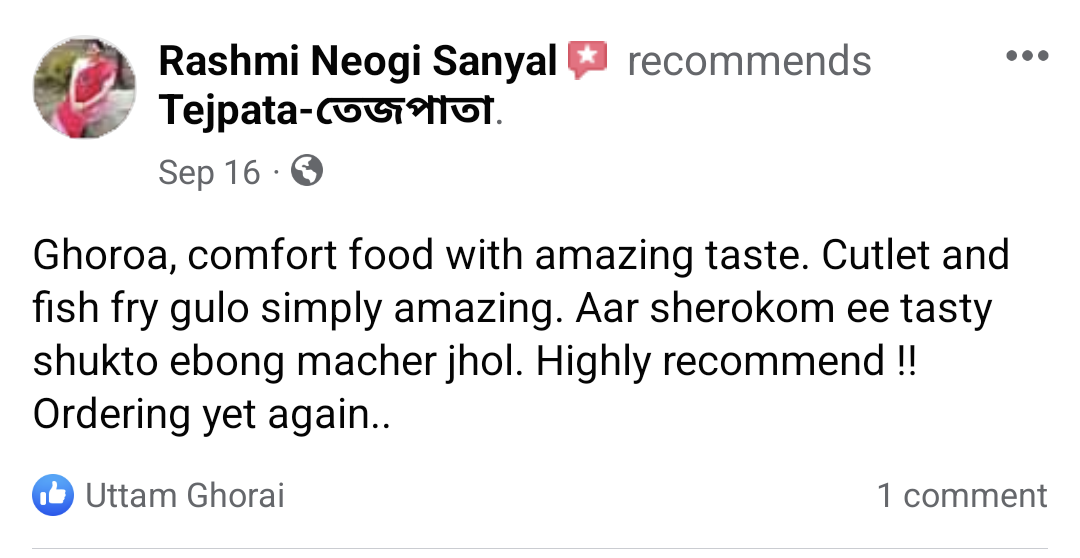 Rashmi Neogi Sanyal recommends
Tejpata-তেজপাতা.
Sep 16 ·
Ghoroa, comfort food with amazing taste. Cutlet and
fish fry gulo simply amazing. Aar sherokom ee tasty
shukto ebong macher jhol. Highly recommend !!
Ordering yet again..
Uttam Ghorai 1 comment